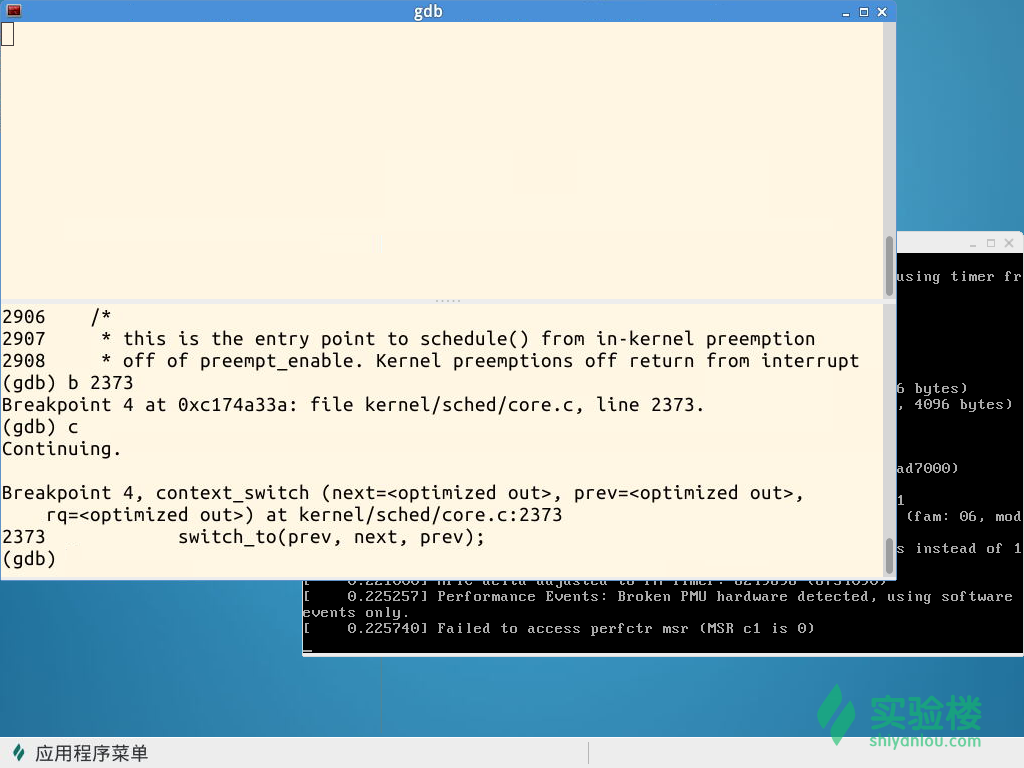 gdb
2906    /*
2907     * this is the entry point to schedule() from in-kernel preemption
2908     * off of preempt_enable. Kernel preemptions off return from interrupt
(gdb) b 2373
Breakpoint 4 at 0xc174a33a: file kernel/sched/core.c, line 2373.
(gdb) c
Continuing.
Breakpoint 4, context_switch (next=<optimized out>, prev=<optimized out>,
    rq=<optimized out>) at kernel/sched/core.c:2373
2373            switch_to(prev, next, prev);
(gdb)
using timer fr
6 bytes)
, 4096 bytes)
ad7000)
1
(fam: 06, mod
s instead of 1
[    0.225257] Performance Events: Broken PMU hardware detected, using software
events only.
[    0.225740] Failed to access perfctr msr (MSR c1 is 0)
实验楼
shiyanlou.com
应用程序菜单